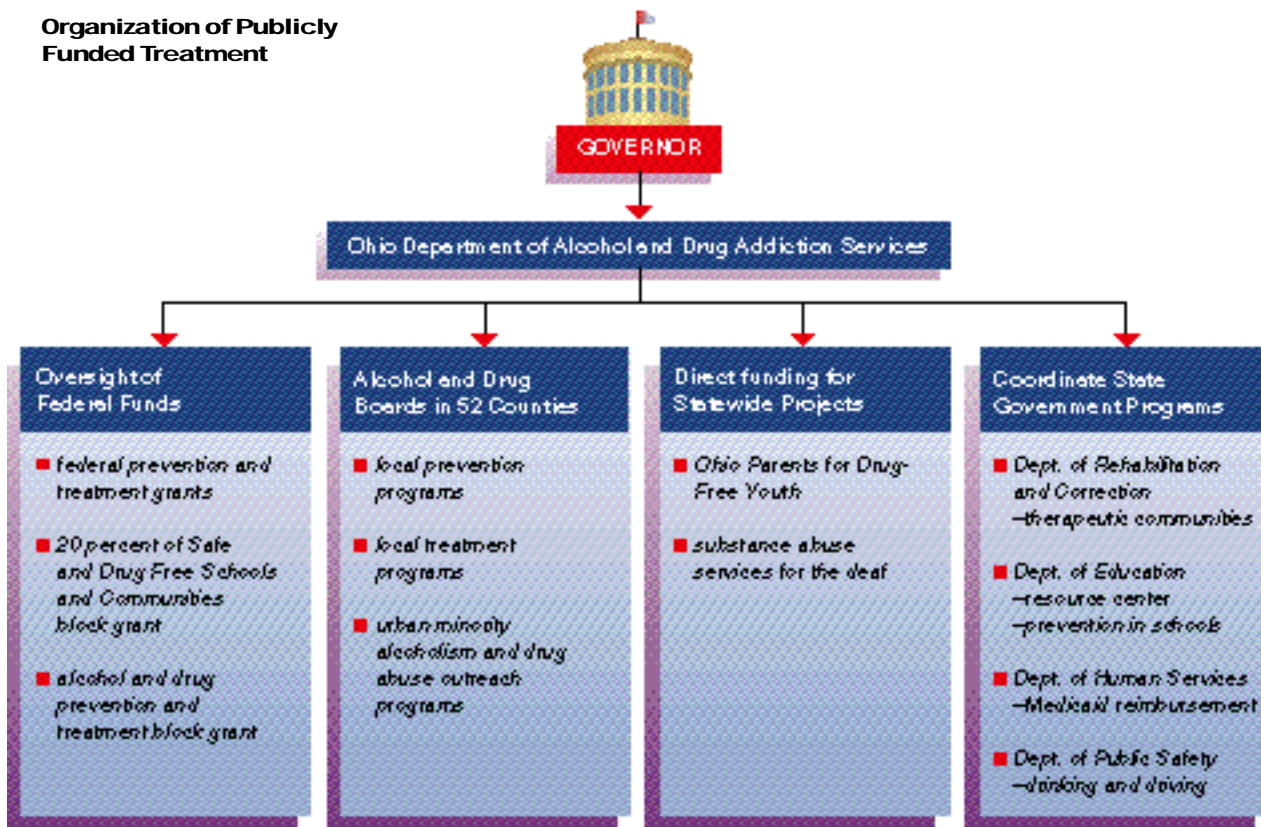 Organization of Publicly
Funded Treatment
GOVERNOR
Ohio Department of Alcohol and Drug Addiction Services
Oversight of
Federal Funds
federal prevention and
treatment grants
20 percent of Safe
and Drug Free Schools
and Communities
block grant
alcohol and drug
prevention and
treatment block grant
Alcohol and Drug
Boards in 52 Counties
local prevention
programs
local treatment
programs
urban minority
alcoholism and drug
abuse outreach
programs
Direct funding for
Statewide Projects
Ohio Parents for Drug-
Free Youth
substance abuse
services for the deaf
Coordinate State
Government Programs
Dept. of Rehabilitation
and Correction
–therapeutic communities
Dept. of Education
–resource center
–prevention in schools
Dept. of Human Services
–Medicaid reimbursement
Dept. of Public Safety
–drinking and driving